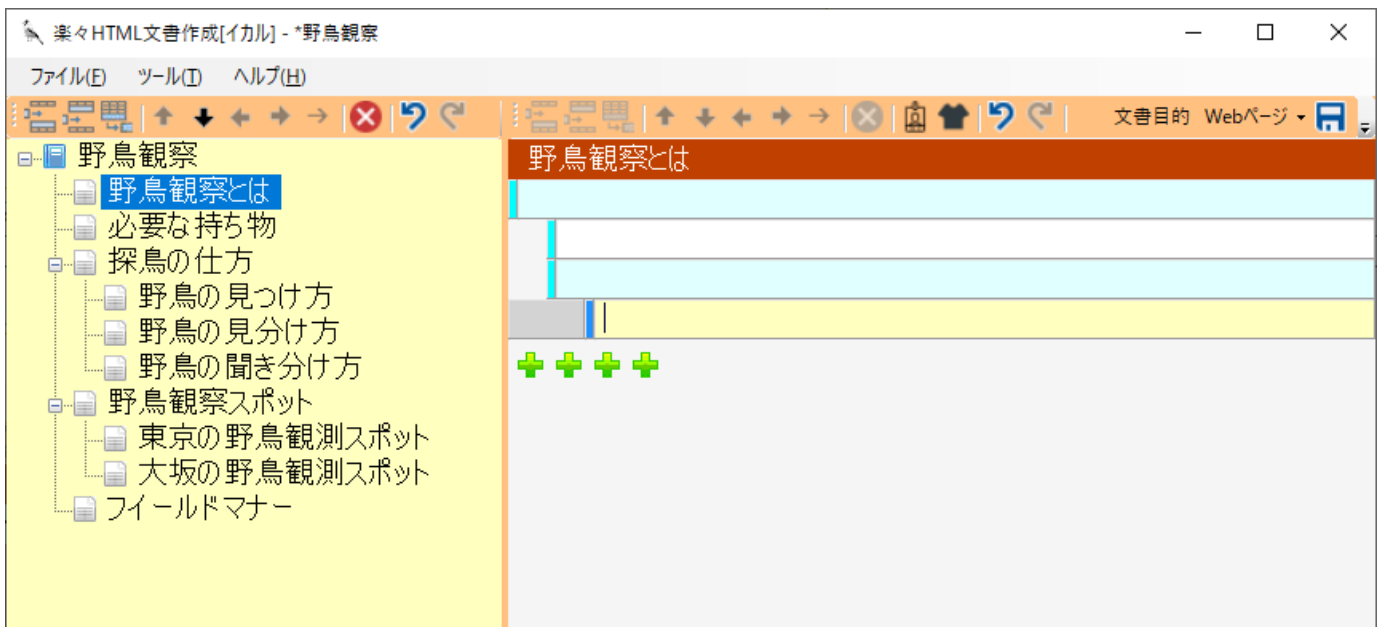 楽々HTML文書作成[イカル] - *野鳥観察
ファイル(F) ツール(T) ヘルプ(H)
文書目的 Webページ
野鳥観察
野鳥観察とは
必要な持ち物
探鳥の仕方
野鳥の見つけ方
野鳥の見分け方
野鳥の聞き分け方
野鳥観察スポット
東京の野鳥観測スポット
大坂の野鳥観測スポット
フイールドマナー
野鳥観察とは